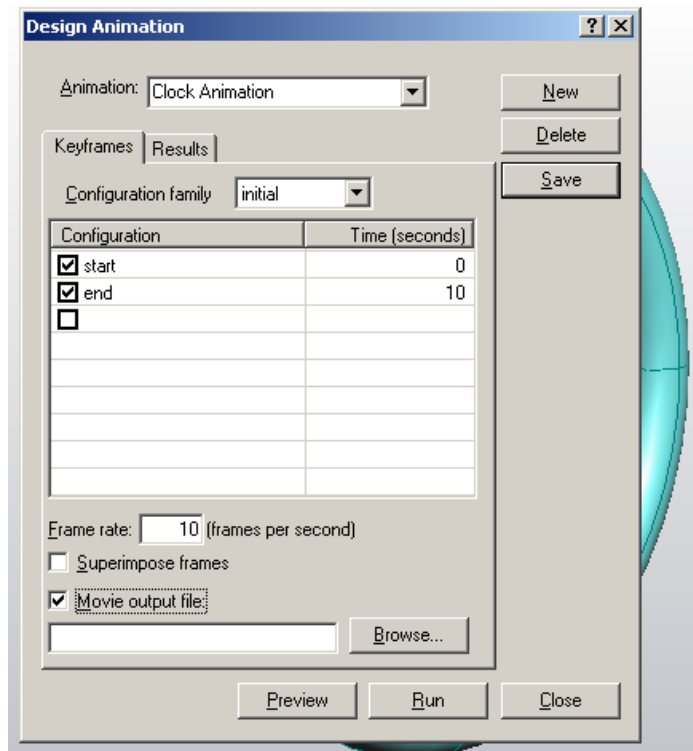 Design Animation
Animation: Clock Animation
New
Delete
Save
Keyframes Results
Configuration family initial
Configuration Time (seconds)
start 0
end 10
Frame rate: 10 (frames per second)
Superimpose frames
Movie output file:
Browse...
Preview Run Close